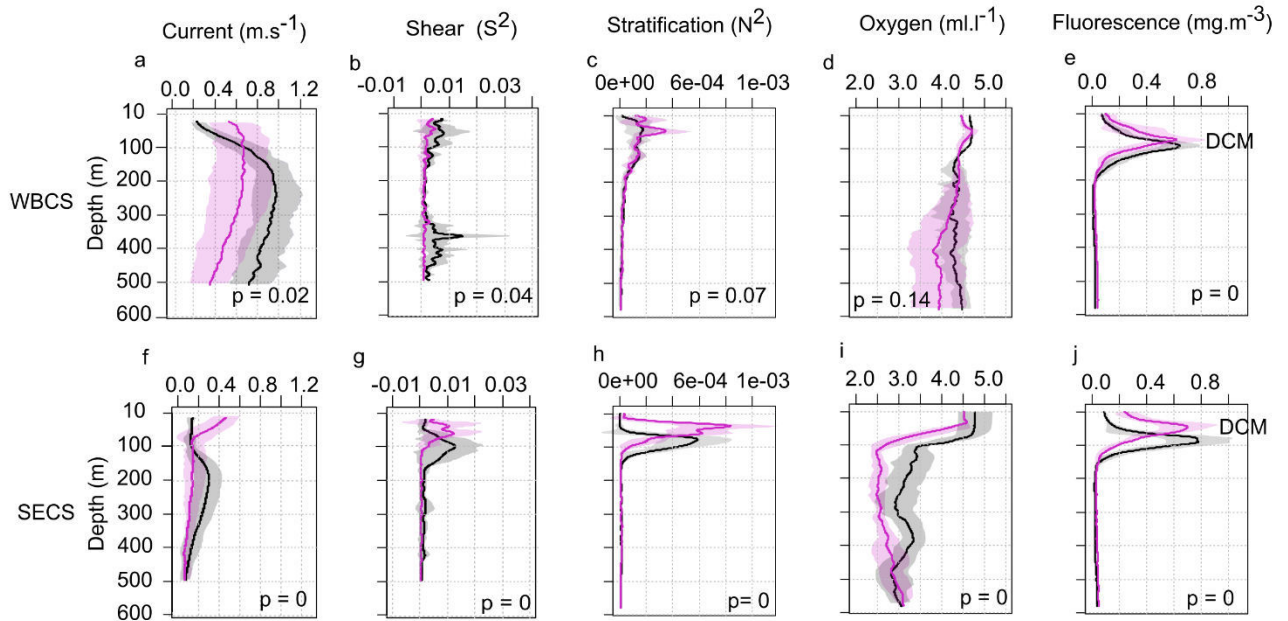 Current (m.s-1) Shear (S2) Stratification (N2) Oxygen (ml.l-1) Fluorescence (mg.m-3)
a b c d e
0.0 0.4 0.8 1.2 -0.01 0.01 0.03 0e+00 6e-04 1e-03 2.0 3.0 4.0 5.0 0.0 0.4 0.8
10
100
200
300
400
500
600
Depth (m)
WBCS
DCM
p = 0.02 p = 0.04 p = 0.07 p = 0.14 p = 0
f g h i j
0.0 0.4 0.8 1.2 -0.01 0.01 0.03 0e+00 6e-04 1e-03 2.0 3.0 4.0 5.0 0.0 0.4 0.8
10
100
200
300
400
500
600
Depth (m)
SECS
DCM
p = 0 p = 0 p= 0 p = 0 p = 0